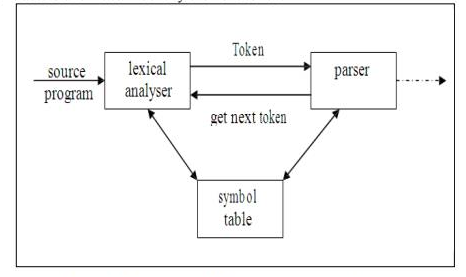 Token
source
program
lexical
analyser
parser
get next token
symbol
table